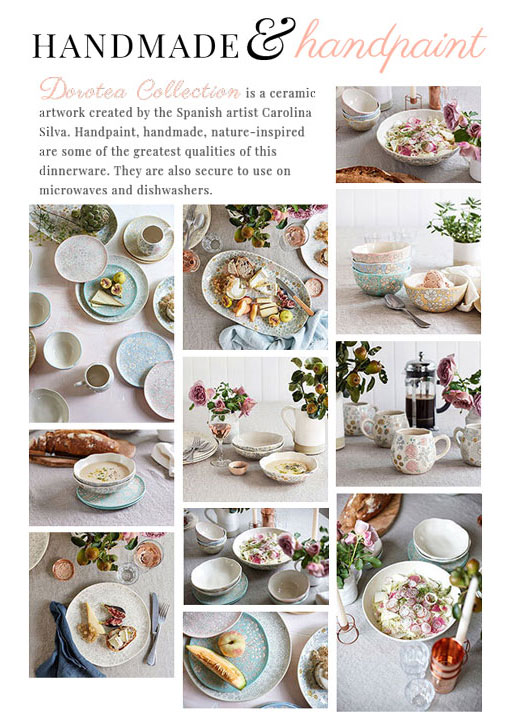 HANDMADE & handpaint
Dorotea Collection is a ceramic
artwork created by the Spanish artist Carolina
Silva. Handpaint, handmade, nature-inspired
are some of the greatest qualities of this
dinnerware. They are also secure to use on
microwaves and dishwashers.